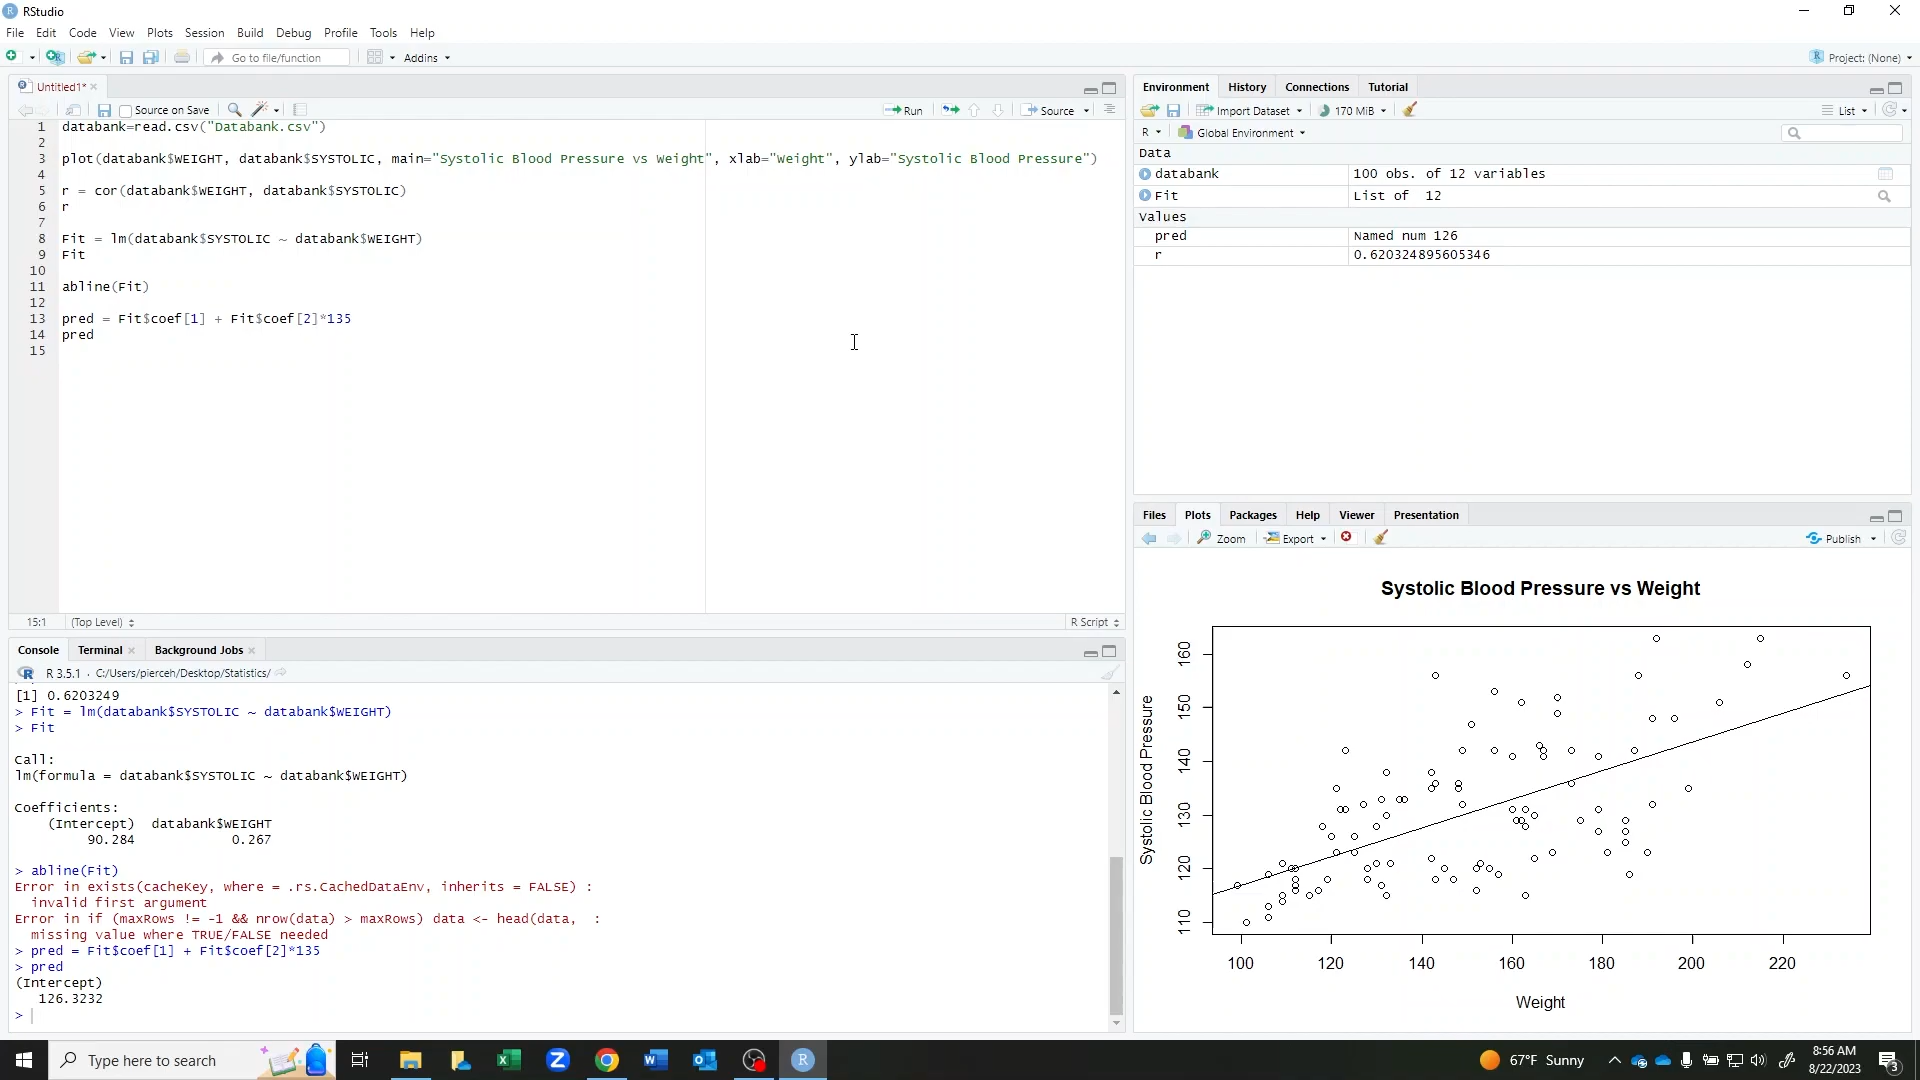 RStudio
File Edit Code View Plots Session Build Debug Profile Tools Help
Go to file/function Addins Project: (None)
Untitled1*
Source on Save Run Source
1 databank=read.csv("Databank.csv")
2
3 plot(databank$WEIGHT, databank$SYSTOLIC, main="Systolic Blood Pressure vs Weight", xlab="Weight", ylab="Systolic Blood Pressure")
4
5 r = cor(databank$WEIGHT, databank$SYSTOLIC)
6 r
7
8 Fit = lm(databank$SYSTOLIC ~ databank$WEIGHT)
9 Fit
10
11 abline(Fit)
12
13 pred = Fit$coef[1] + Fit$coef[2]*135
14 pred
15
15:1 (Top Level) R Script
Console Terminal Background Jobs
R 3.5.1 · C:/Users/pierceh/Desktop/Statistics/
[1] 0.6203249
> Fit = lm(databank$SYSTOLIC ~ databank$WEIGHT)
> Fit
Call:
lm(formula = databank$SYSTOLIC ~ databank$WEIGHT)
Coefficients:
(Intercept) databank$WEIGHT
90.284 0.267
> abline(Fit)
Error in exists(cacheKey, where = .rs.CachedDataEnv, inherits = FALSE) :
invalid first argument
Error in if (maxRows != -1 && nrow(data) > maxRows) data <- head(data, :
missing value where TRUE/FALSE needed
> pred = Fit$coef[1] + Fit$coef[2]*135
> pred
(Intercept)
126.3232
>
Environment History Connections Tutorial
Import Dataset 170 MiB List
R Global Environment
Data
databank 100 obs. of 12 variables
Fit List of 12
Values
pred Named num 126
r 0.620324895605346
Files Plots Packages Help Viewer Presentation
Zoom Export Publish
Systolic Blood Pressure vs Weight
Systolic Blood Pressure
160
150
140
130
120
110
100 120 140 160 180 200 220
Weight
Type here to search
67°F Sunny
8:56 AM
8/22/2023
3